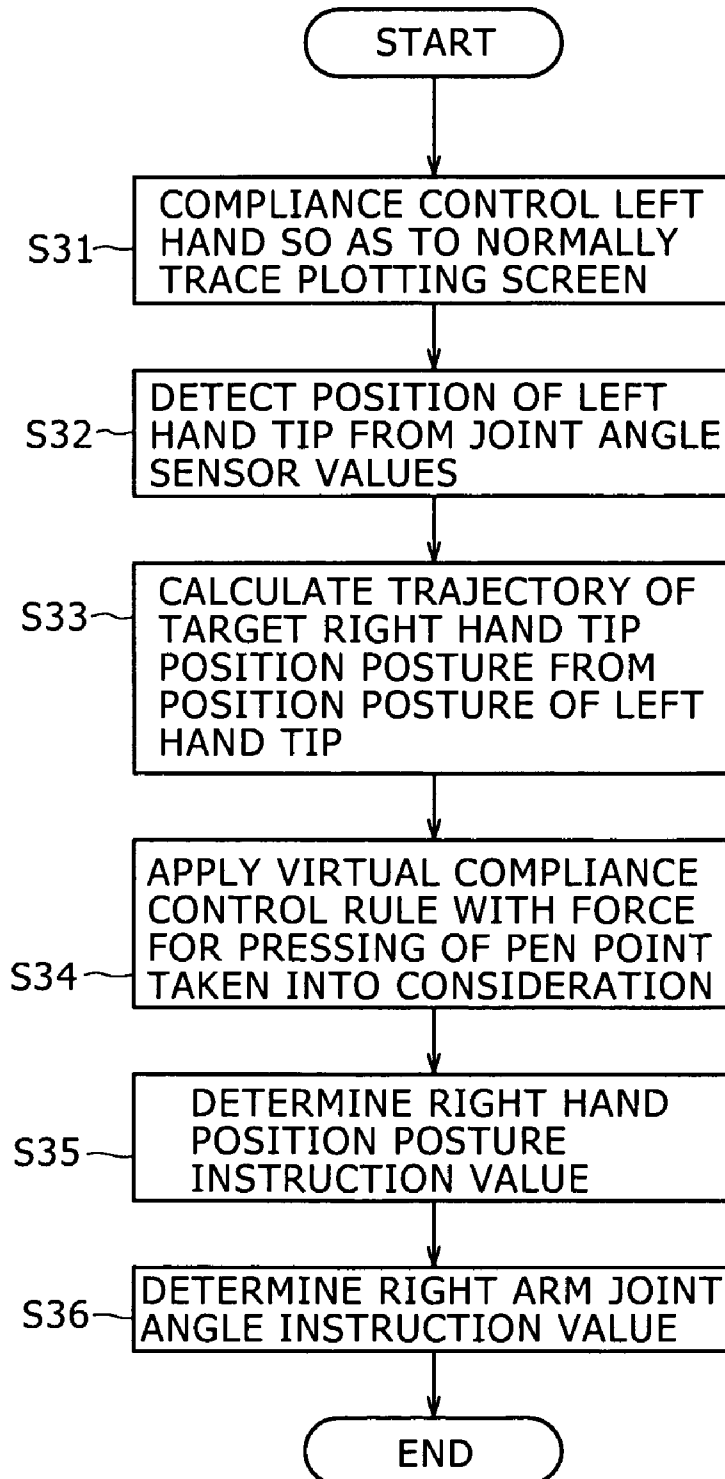 START
S31
COMPLIANCE CONTROL LEFT
HAND SO AS TO NORMALLY
TRACE PLOTTING SCREEN
S32
DETECT POSITION OF LEFT
HAND TIP FROM JOINT ANGLE
SENSOR VALUES
S33
CALCULATE TRAJECTORY OF
TARGET RIGHT HAND TIP
POSITION POSTURE FROM
POSITION POSTURE OF LEFT
HAND TIP
S34
APPLY VIRTUAL COMPLIANCE
CONTROL RULE WITH FORCE
FOR PRESSING OF PEN POINT
TAKEN INTO CONSIDERATION
S35
DETERMINE RIGHT HAND
POSITION POSTURE
INSTRUCTION VALUE
S36
DETERMINE RIGHT ARM JOINT
ANGLE INSTRUCTION VALUE
END